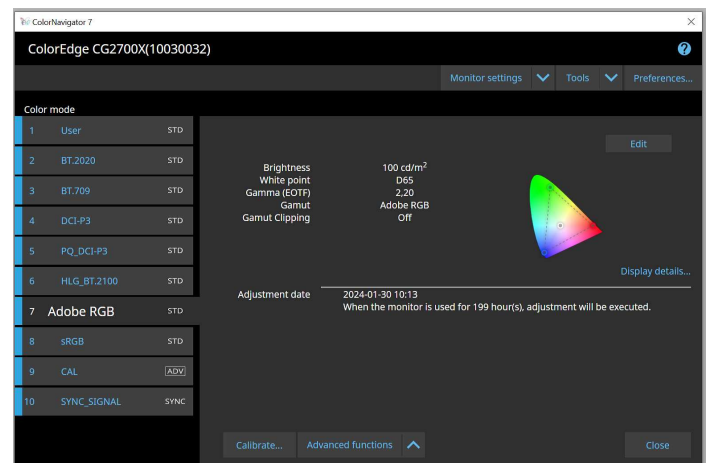 ColorNavigator 7
ColorEdge CG2700X(10030032)
Monitor settings Tools Preferences...
Color mode
1 User STD
2 BT.2020 STD
3 BT.709 STD
4 DCI-P3 STD
5 PQ_DCI-P3 STD
6 HLG_BT.2100 STD
7 Adobe RGB STD
8 sRGB STD
9 CAL ADV
10 SYNC_SIGNAL SYNC
Edit
Brightness 100 cd/m²
White point D65
Gamma (EOTF) 2,20
Gamut Adobe RGB
Gamut Clipping Off
Display details...
Adjustment date 2024-01-30 10:13
When the monitor is used for 199 hour(s), adjustment will be executed.
Calibrate... Advanced functions Close